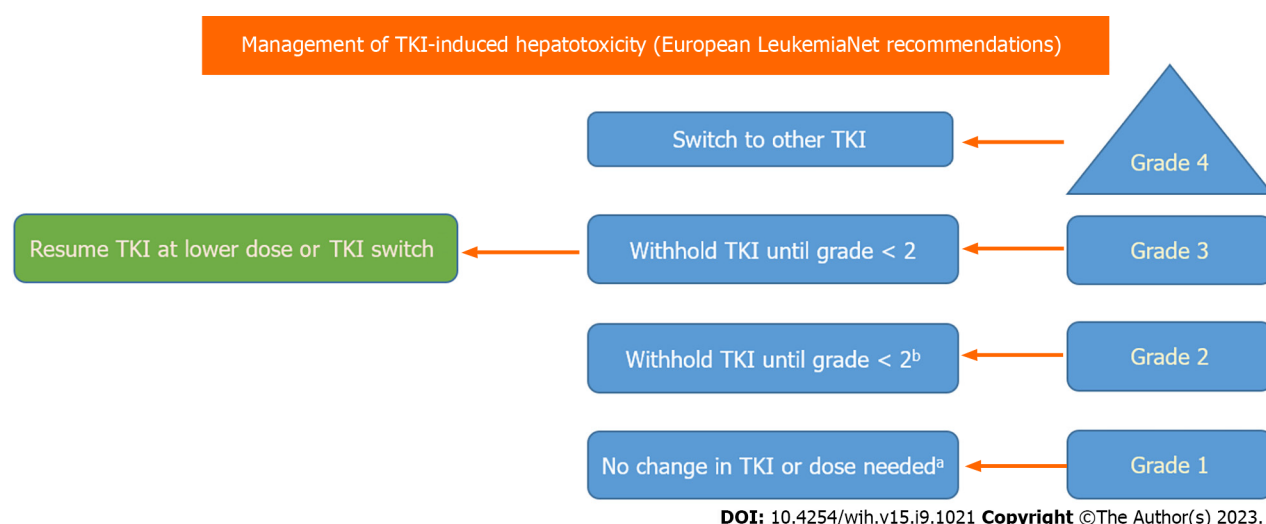 Management of TKI-induced hepatotoxicity (European LeukemiaNet recommendations)
Switch to other TKI
Grade 4
Resume TKI at lower dose or TKI switch
Withhold TKI until grade < 2
Grade 3
Withhold TKI until grade < 2ᵇ
Grade 2
No change in TKI or dose neededᵃ
Grade 1
DOI: 10.4254/wjh.v15.i9.1021 Copyright ©The Author(s) 2023.